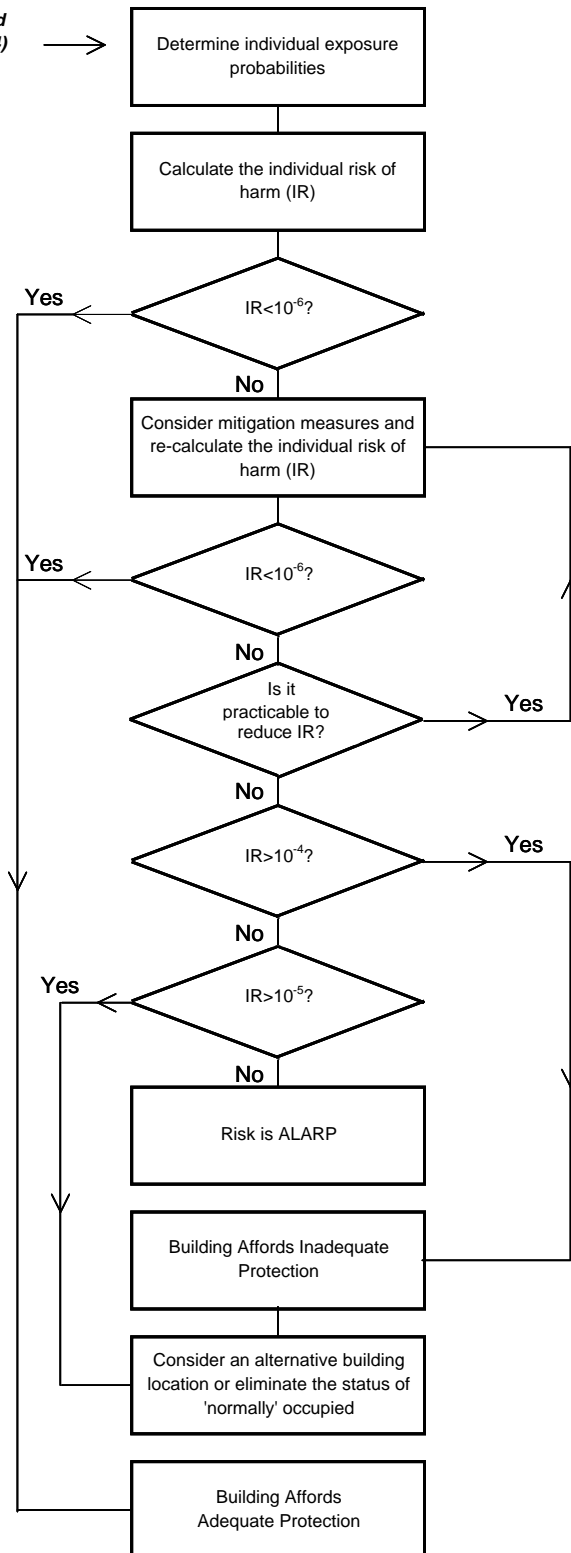 Determine individual exposure
probabilities
Calculate the individual risk of
harm (IR)
IR<10⁻⁶?
Yes
No
Consider mitigation measures and
re-calculate the individual risk of
harm (IR)
IR<10⁻⁶?
Yes
No
Is it
practicable to
reduce IR?
Yes
No
IR>10⁻⁴?
Yes
No
IR>10⁻⁵?
Yes
No
Risk is ALARP
Building Affords Inadequate
Protection
Consider an alternative building
location or eliminate the status of
'normally' occupied
Building Affords
Adequate Protection